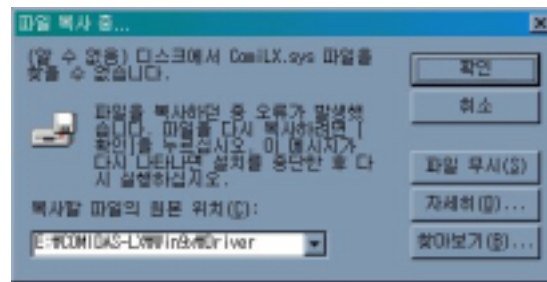 파일 복사 중...
(알 수 없음) 디스크에서 ComiLX.sys 파일을
찾을 수 없습니다.
파일을 복사하던 중 오류가 발생했
습니다. 파일을 다시 복사하려면 [
확인]을 누르십시오. 이 메시지가
다시 나타나면 설치를 중단한 후 다
시 실행하십시오.
복사할 파일의 원본 위치(C):
E:₩COMIDAS-LX₩Win9x₩Driver
확인
취소
파일 무시(S)
자세히(D)...
찾아보기(B)...